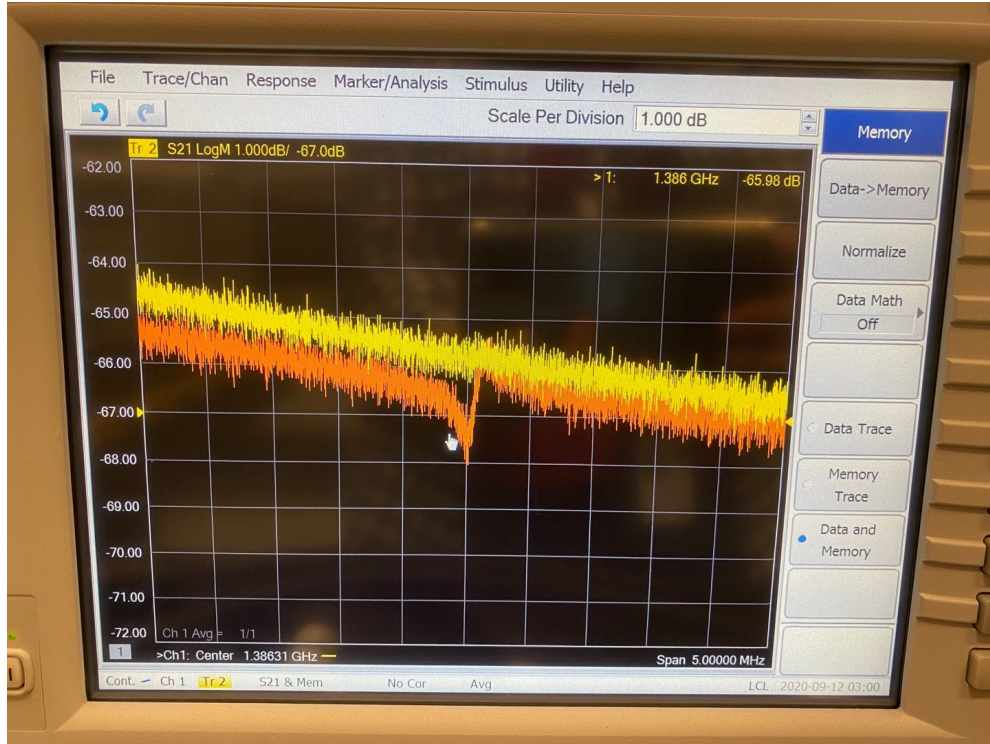 File Trace/Chan Response Marker/Analysis Stimulus Utility Help
Scale Per Division 1.000 dB
Tr 2 S21 LogM 1.000dB/ -67.0dB
>1: 1.386 GHz -65.98 dB
-62.00
-63.00
-64.00
-65.00
-66.00
-67.00
-68.00
-69.00
-70.00
-71.00
-72.00
Ch 1 Avg = 1/1
1 >Ch1: Center 1.38631 GHz Span 5.00000 MHz
Cont. Ch 1 Tr 2 S21 & Mem No Cor Avg LCL 2020-09-12 03:00
Memory
Data->Memory
Normalize
Data Math
Off
Data Trace
Memory
Trace
Data and
Memory